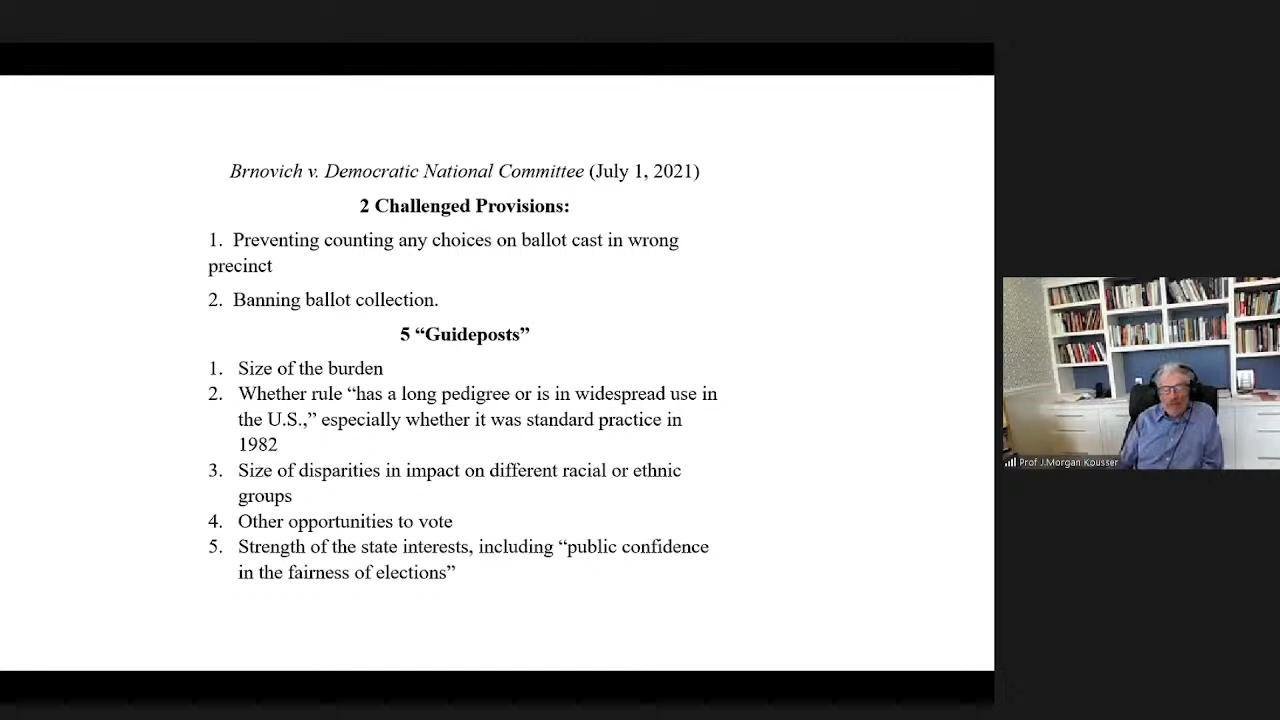 Brnovich v. Democratic National Committee (July 1, 2021)
2 Challenged Provisions:
1. Preventing counting any choices on ballot cast in wrong
precinct
2. Banning ballot collection.
5 “Guideposts”
1. Size of the burden
2. Whether rule “has a long pedigree or is in widespread use in
the U.S.,” especially whether it was standard practice in
1982
3. Size of disparities in impact on different racial or ethnic
groups
4. Other opportunities to vote
5. Strength of the state interests, including “public confidence
in the fairness of elections”
Prof J.Morgan Kousser